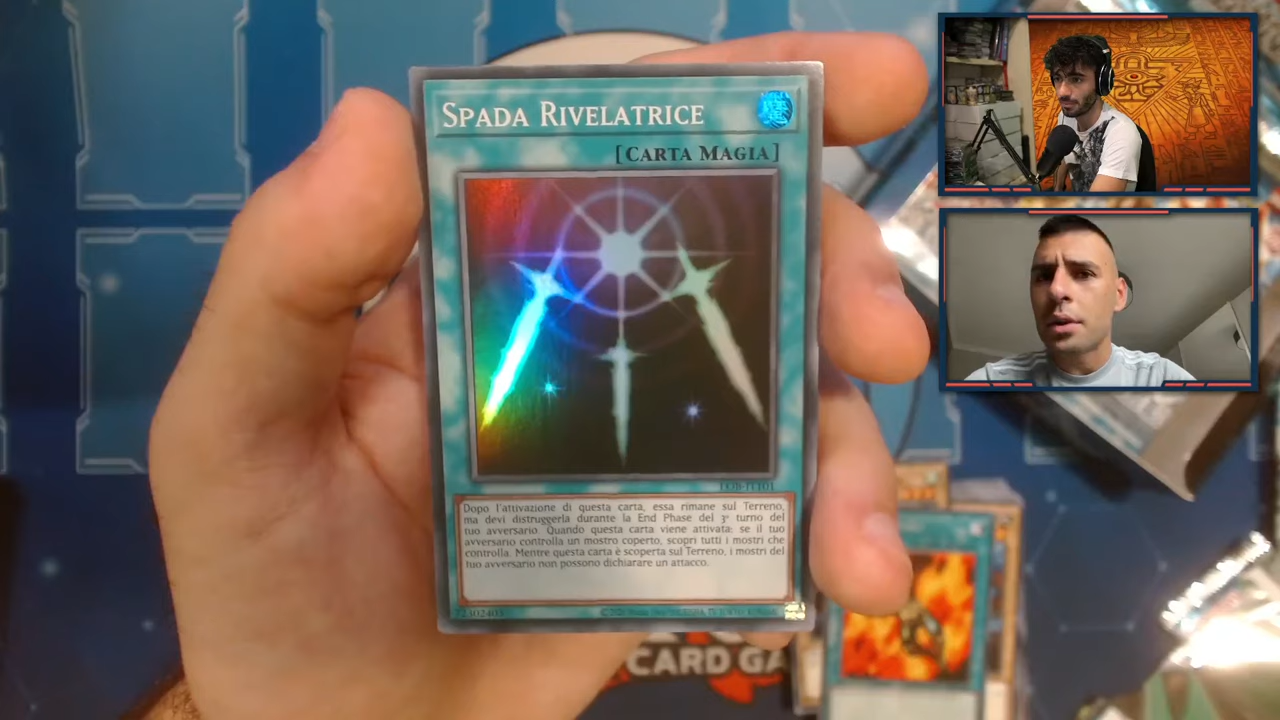 SPADA RIVELATRICE
[CARTA MAGIA]
LOB-IT101
Dopo l'attivazione di questa carta, essa rimane sul Terreno,
ma devi distruggerla durante la End Phase del 3° turno del
tuo avversario. Quando questa carta viene attivata: se il tuo
avversario controlla un mostro coperto, scopri tutti i mostri che
controlla. Mentre questa carta è scoperta sul Terreno, i mostri del
tuo avversario non possono dichiarare un attacco.
72302403
CARD GA